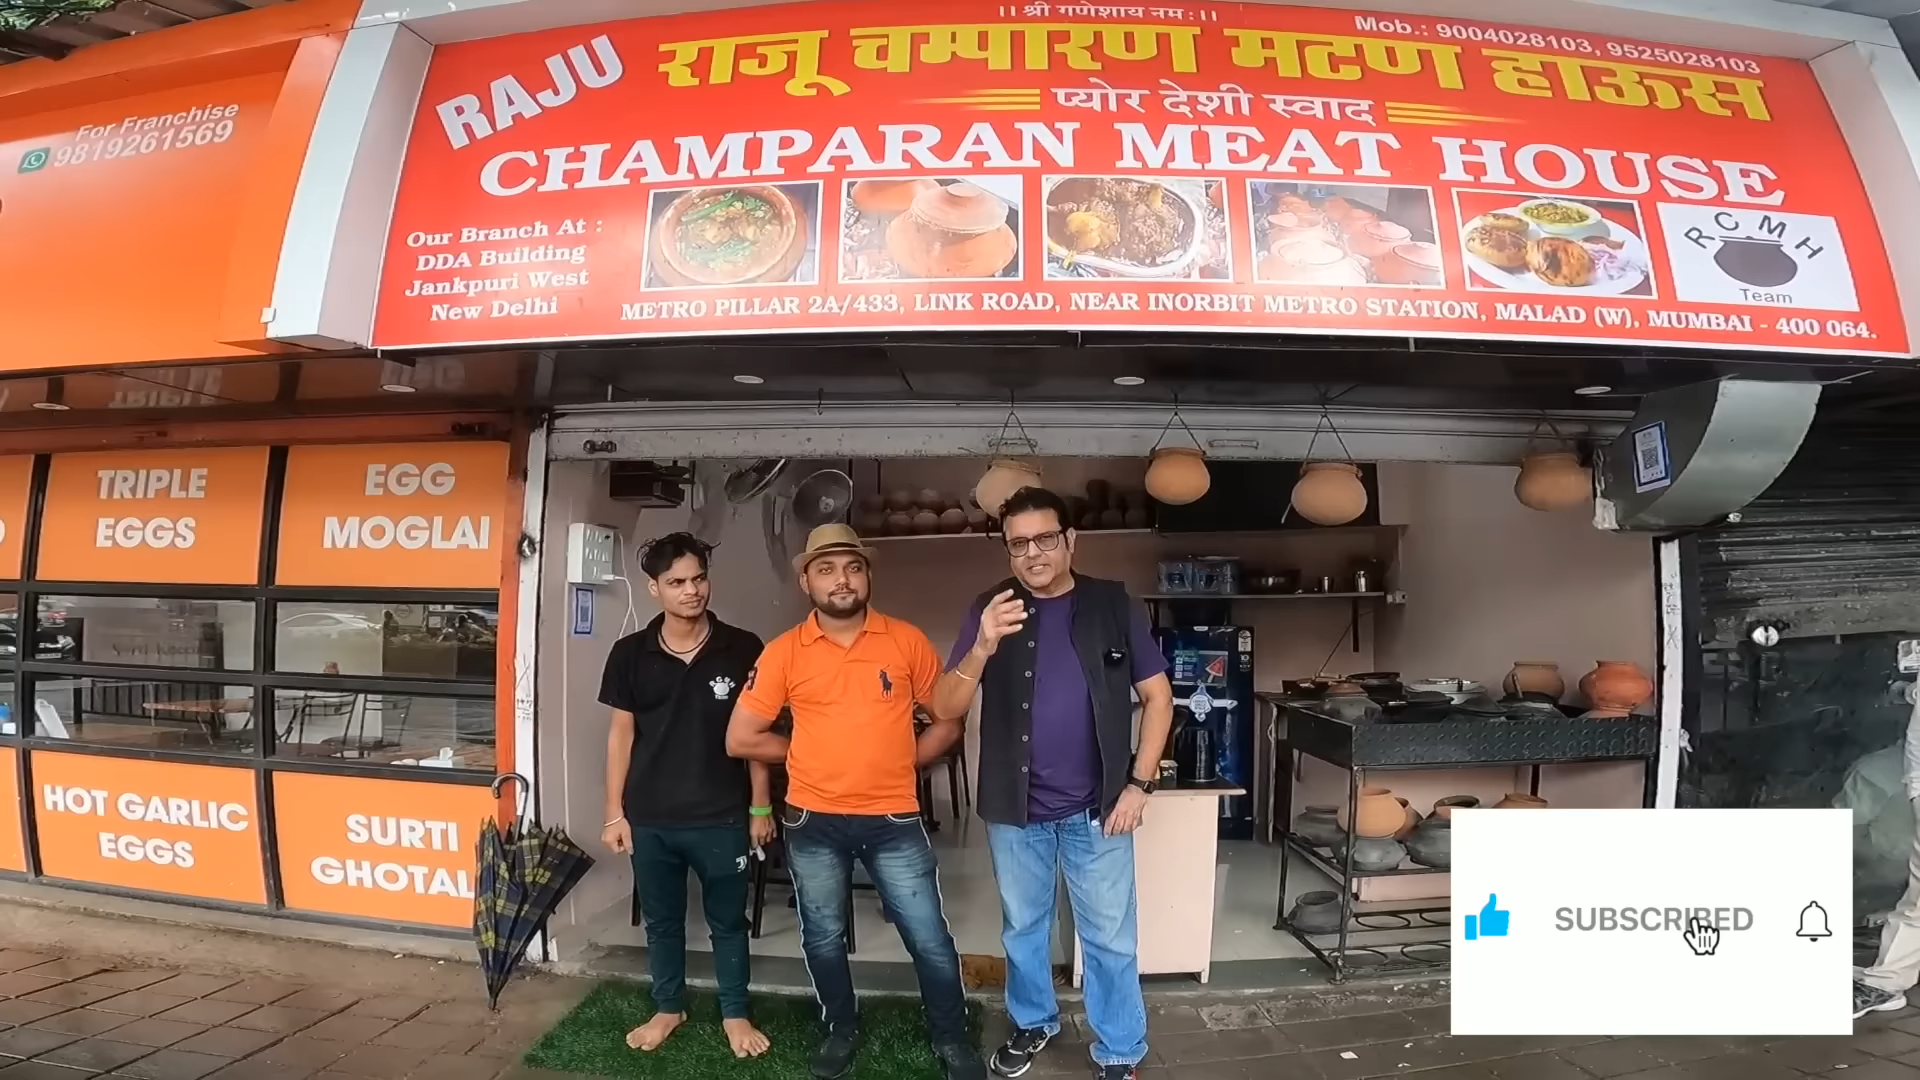 ।। श्री गणेशाय नमः ।।
Mob.: 9004028103, 9525028103
RAJU
राजू चम्पारण मटण हाऊस
प्योर देशी स्वाद
CHAMPARAN MEAT HOUSE
Our Branch At :
DDA Building
Jankpuri West
New Delhi
RCMH
Team
METRO PILLAR 2A/433, LINK ROAD, NEAR INORBIT METRO STATION, MALAD (W), MUMBAI - 400 064.
For Franchise
9819261569
TRIPLE
EGGS
EGG
MOGLAI
HOT GARLIC
EGGS
SURTI
GHOTAL
RCMH
Team
SUBSCRIBED